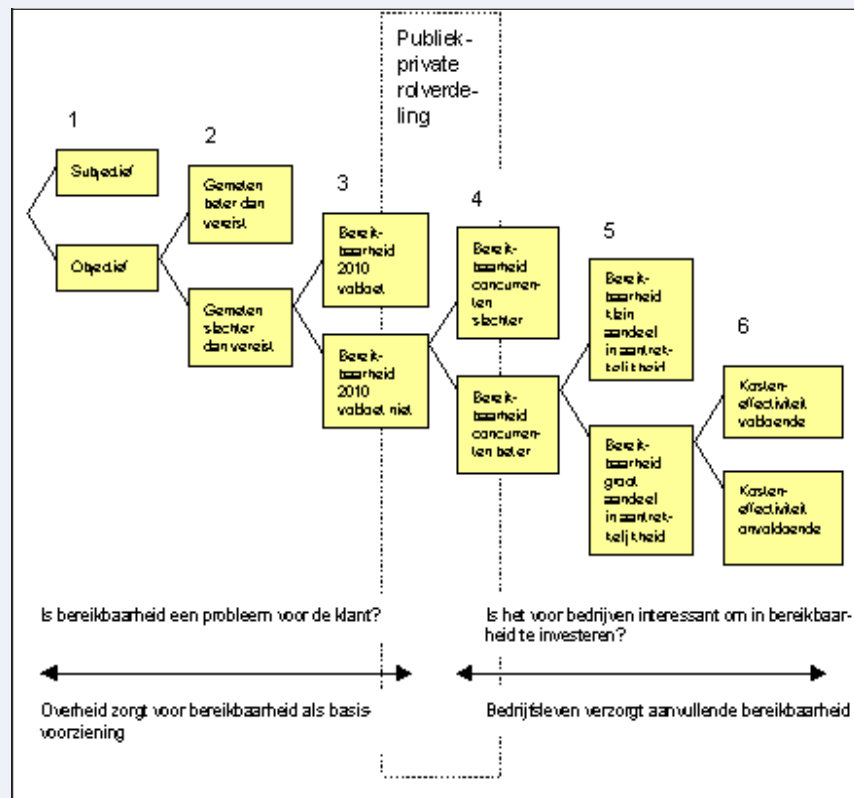 Publiek-
private
rolverde-
ling
1
Subjectief
Objectief
2
Gemeten
beter dan
vereist
Gemeten
slechter
dan vereist
3
Bereik-
baarheid
2010
voldoet
Bereik-
baarheid
2010
voldoet niet
4
Bereik-
baarheid
concurren-
ten
slechter
Bereik-
baarheid
concurren-
ten beter
5
Bereik-
baarheid
klein
aandeel
in aantrek-
kelijkheid
Bereik-
baarheid
groot
aandeel
in aantrek-
kelijkheid
6
Kosten-
effectiviteit
voldoende
Kosten-
effectiviteit
onvoldoende
Is bereikbaarheid een probleem voor de klant?
Is het voor bedrijven interessant om in bereikbaar-
heid te investeren?
Overheid zorgt voor bereikbaarheid als basis-
voorziening
Bedrijfsleven verzorgt aanvullende bereikbaarheid